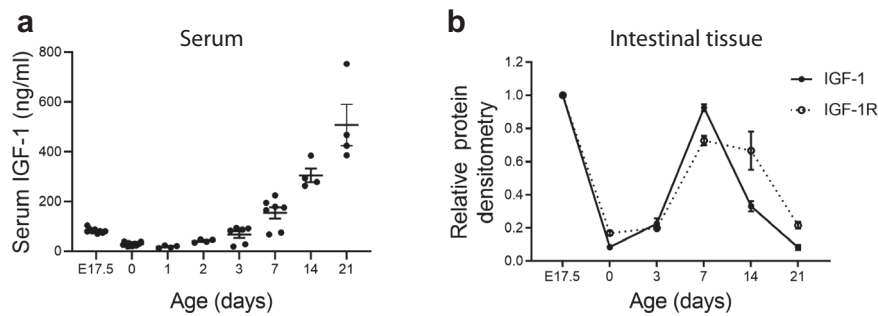 a
Serum
800
600
400
200
0
Serum IGF-1 (ng/ml)
E17.5 0 1 2 3 7 14 21
Age (days)
b
Intestinal tissue
1.2
1.0
0.8
0.6
0.4
0.2
0.0
Relative protein
densitometry
E17.5 0 3 7 14 21
Age (days)
IGF-1
IGF-1R